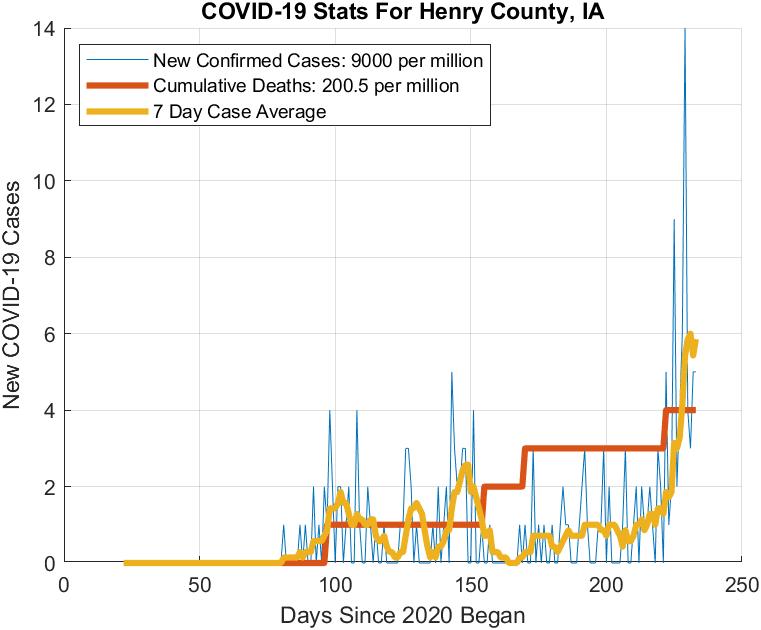 COVID-19 Stats For Henry County, IA
New Confirmed Cases: 9000 per million
Cumulative Deaths: 200.5 per million
7 Day Case Average
New COVID-19 Cases
14
12
10
8
6
4
2
0
0 50 100 150 200 250
Days Since 2020 Began